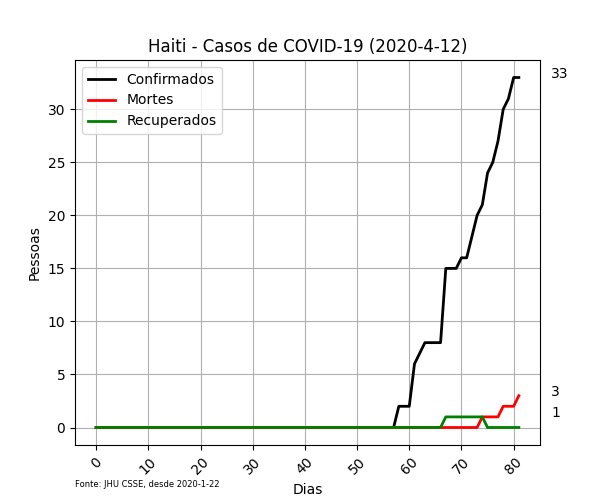 Haiti - Casos de COVID-19 (2020-4-12)
Confirmados
Mortes
Recuperados
33
3
1
Pessoas
30
25
20
15
10
5
0
0 10 20 30 40 50 60 70 80
Dias
Fonte: JHU CSSE, desde 2020-1-22